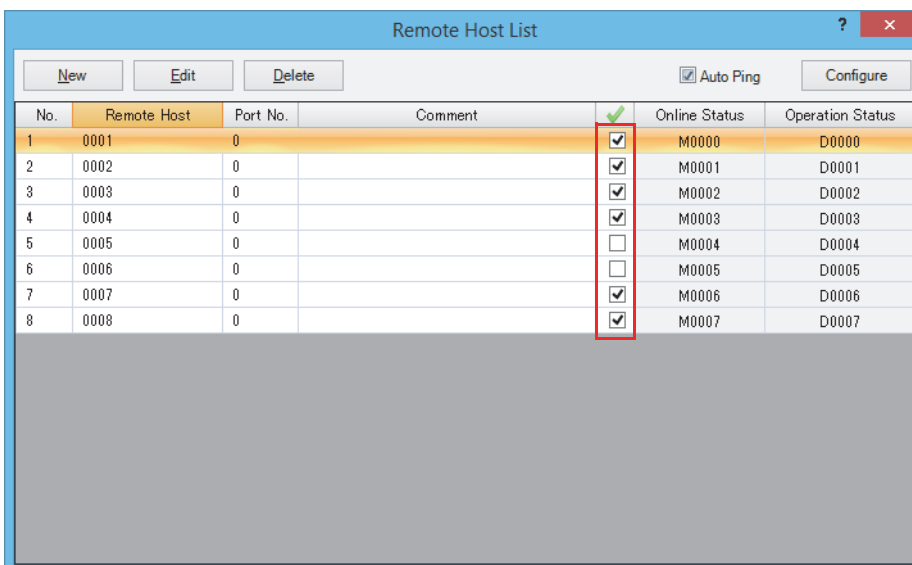 Remote Host List ?
New Edit Delete Auto Ping Configure
No. Remote Host Port No. Comment Online Status Operation Status
1 0001 0 M0000 D0000
2 0002 0 M0001 D0001
3 0003 0 M0002 D0002
4 0004 0 M0003 D0003
5 0005 0 M0004 D0004
6 0006 0 M0005 D0005
7 0007 0 M0006 D0006
8 0008 0 M0007 D0007